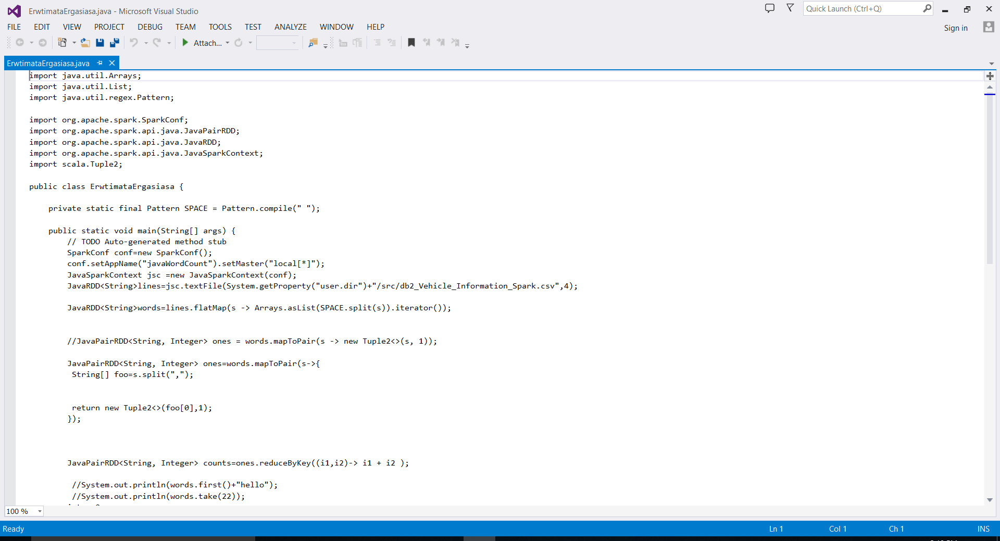 ErwtimataErgasiasa.java - Microsoft Visual Studio
Quick Launch (Ctrl+Q)
FILE EDIT VIEW PROJECT DEBUG TEAM TOOLS TEST ANALYZE WINDOW HELP
Sign in
Attach...
ErwtimataErgasiasa.java
import java.util.Arrays;
import java.util.List;
import java.util.regex.Pattern;
import org.apache.spark.SparkConf;
import org.apache.spark.api.java.JavaPairRDD;
import org.apache.spark.api.java.JavaRDD;
import org.apache.spark.api.java.JavaSparkContext;
import scala.Tuple2;
public class ErwtimataErgasiasa {
private static final Pattern SPACE = Pattern.compile(" ");
public static void main(String[] args) {
// TODO Auto-generated method stub
SparkConf conf=new SparkConf();
conf.setAppName("javaWordCount").setMaster("local[*]");
JavaSparkContext jsc =new JavaSparkContext(conf);
JavaRDD<String>lines=jsc.textFile(System.getProperty("user.dir")+"/src/db2_Vehicle_Information_Spark.csv",4);
JavaRDD<String>words=lines.flatMap(s -> Arrays.asList(SPACE.split(s)).iterator());
//JavaPairRDD<String, Integer> ones = words.mapToPair(s -> new Tuple2<>(s, 1));
JavaPairRDD<String, Integer> ones=words.mapToPair(s->{
String[] foo=s.split(",");
return new Tuple2<>(foo[0],1);
});
JavaPairRDD<String, Integer> counts=ones.reduceByKey((i1,i2)-> i1 + i2 );
//System.out.println(words.first()+"hello");
//System.out.println(words.take(22));
100 %
Ready
Ln 1
Col 1
Ch 1
INS